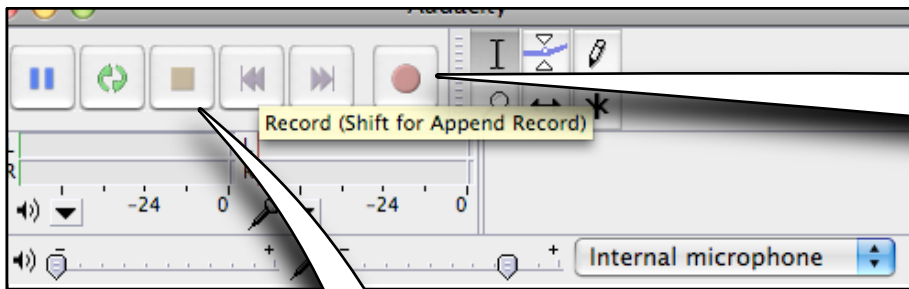 Audacity
Record (Shift for Append Record)
L
R
-24
0
-24
0
- +
- +
Internal microphone